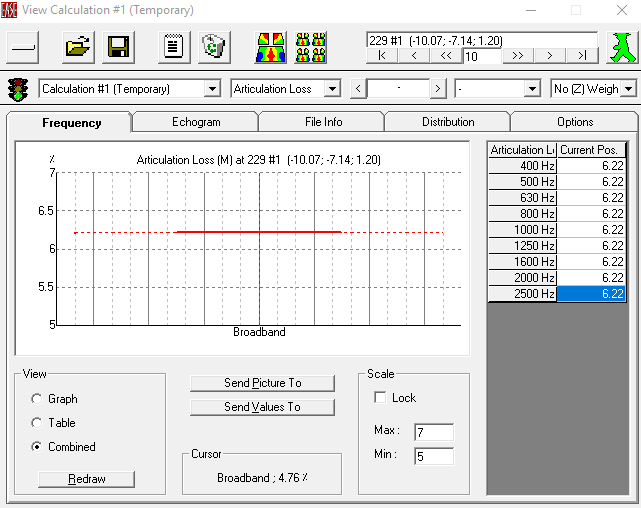 EASE View Calculation #1 (Temporary)
229 #1 (-10.07; -7.14; 1.20)
|< < << 10 >> > >|
Calculation #1 (Temporary) Articulation Loss < - > - No (Z) Weigh
Frequency Echogram File Info Distribution Options
% Articulation Loss (M) at 229 #1 (-10.07; -7.14; 1.20)
7
6.5
6
5.5
5
Broadband
Articulation Lo Current Pos.
400 Hz 6.22
500 Hz 6.22
630 Hz 6.22
800 Hz 6.22
1000 Hz 6.22
1250 Hz 6.22
1600 Hz 6.22
2000 Hz 6.22
2500 Hz 6.22
View
Graph
Table
Combined
Redraw
Send Picture To
Send Values To
Cursor
Broadband ; 4.76 %
Scale
Lock
Max : 7
Min : 5